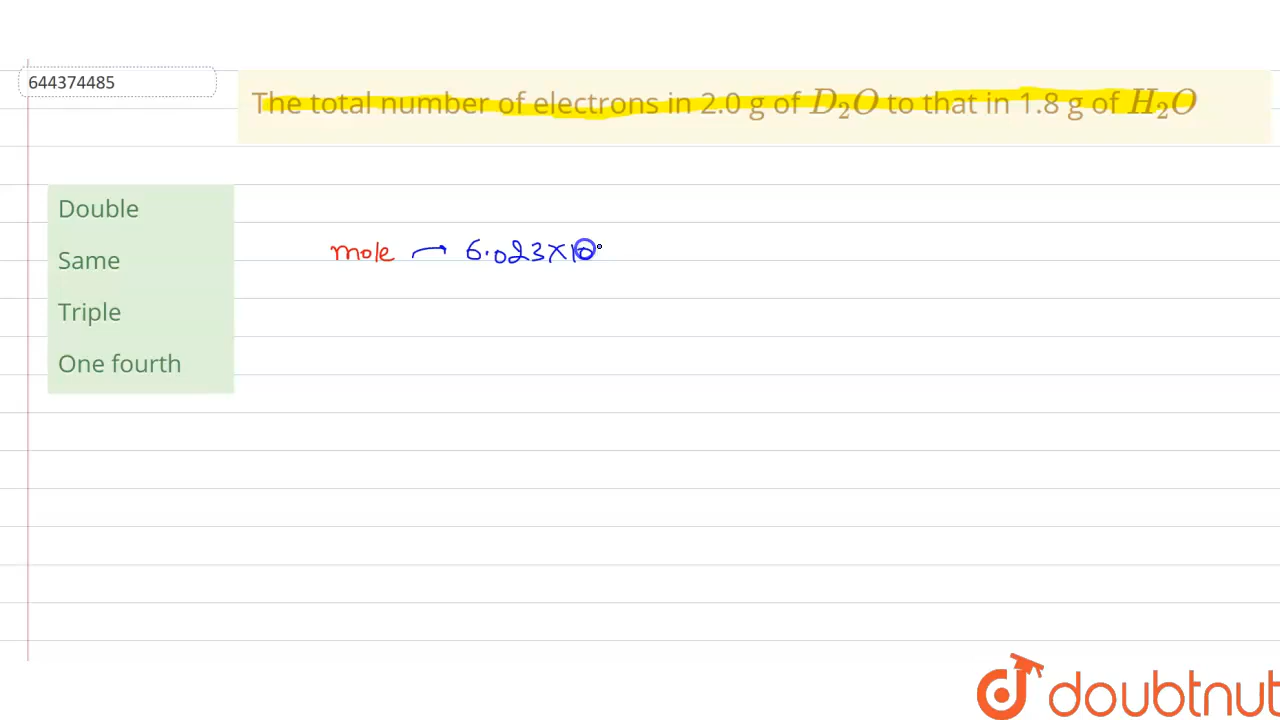 644374485
The total number of electrons in 2.0 g of D₂O to that in 1.8 g of H₂O
Double
Same
Triple
One fourth
mole → 6.023×10
doubtnut